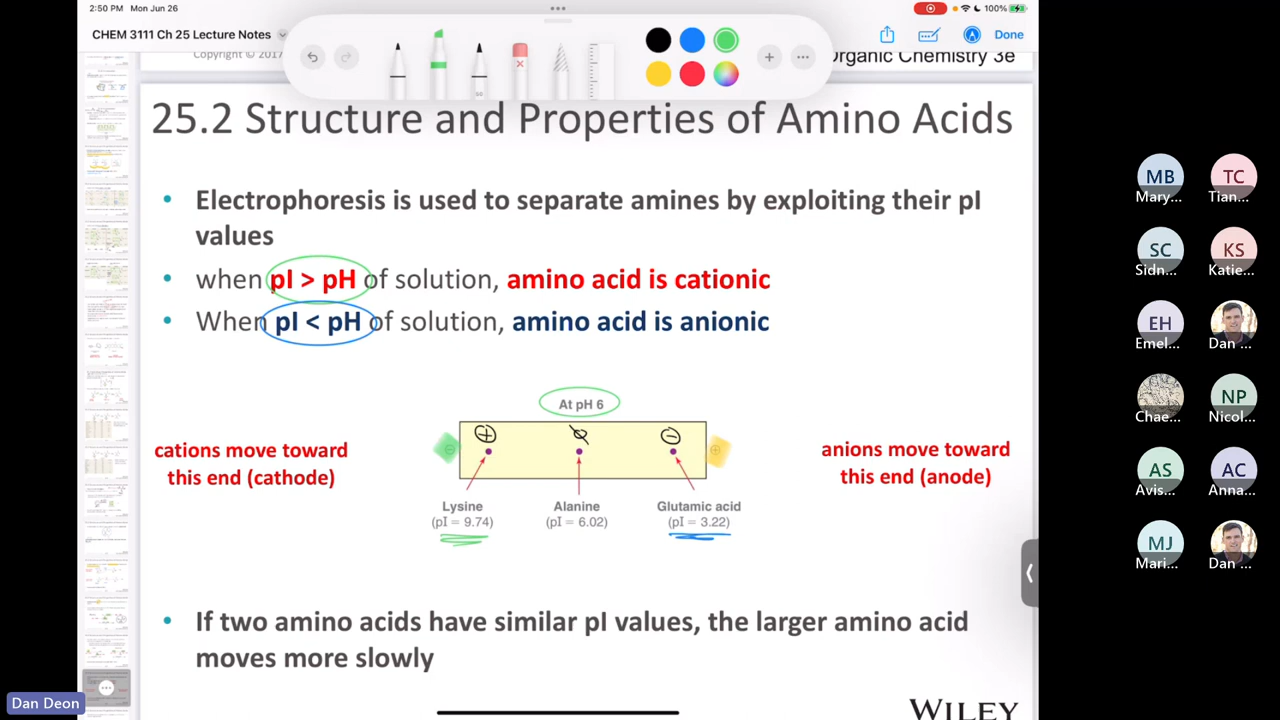 2:50 PM Mon Jun 26
100%
CHEM 3111 Ch 25 Lecture Notes
Done
Copyright © 2017
Organic Chemistry 3e
25.2 Structure and Properties of Amino Acids
• Electrophoresis is used to separate amines by exploiting their pI
values
• when pI > pH of solution, amino acid is cationic
• When pI < pH of solution, amino acid is anionic
At pH 6
+
−
cations move toward
this end (cathode)
anions move toward
this end (anode)
Lysine
(pI = 9.74)
Alanine
(pI = 6.02)
Glutamic acid
(pI = 3.22)
• If two amino acids have similar pI values, the larger amino acid
moves more slowly
WILEY
Dan Deon
MB
Mary...
TC
Tian...
SC
Sidn...
KS
Katie...
EH
Emel...
Dan ...
Chae...
NP
Nicol...
AS
Avis...
AC
Anna...
MJ
Mari...
Dan ...